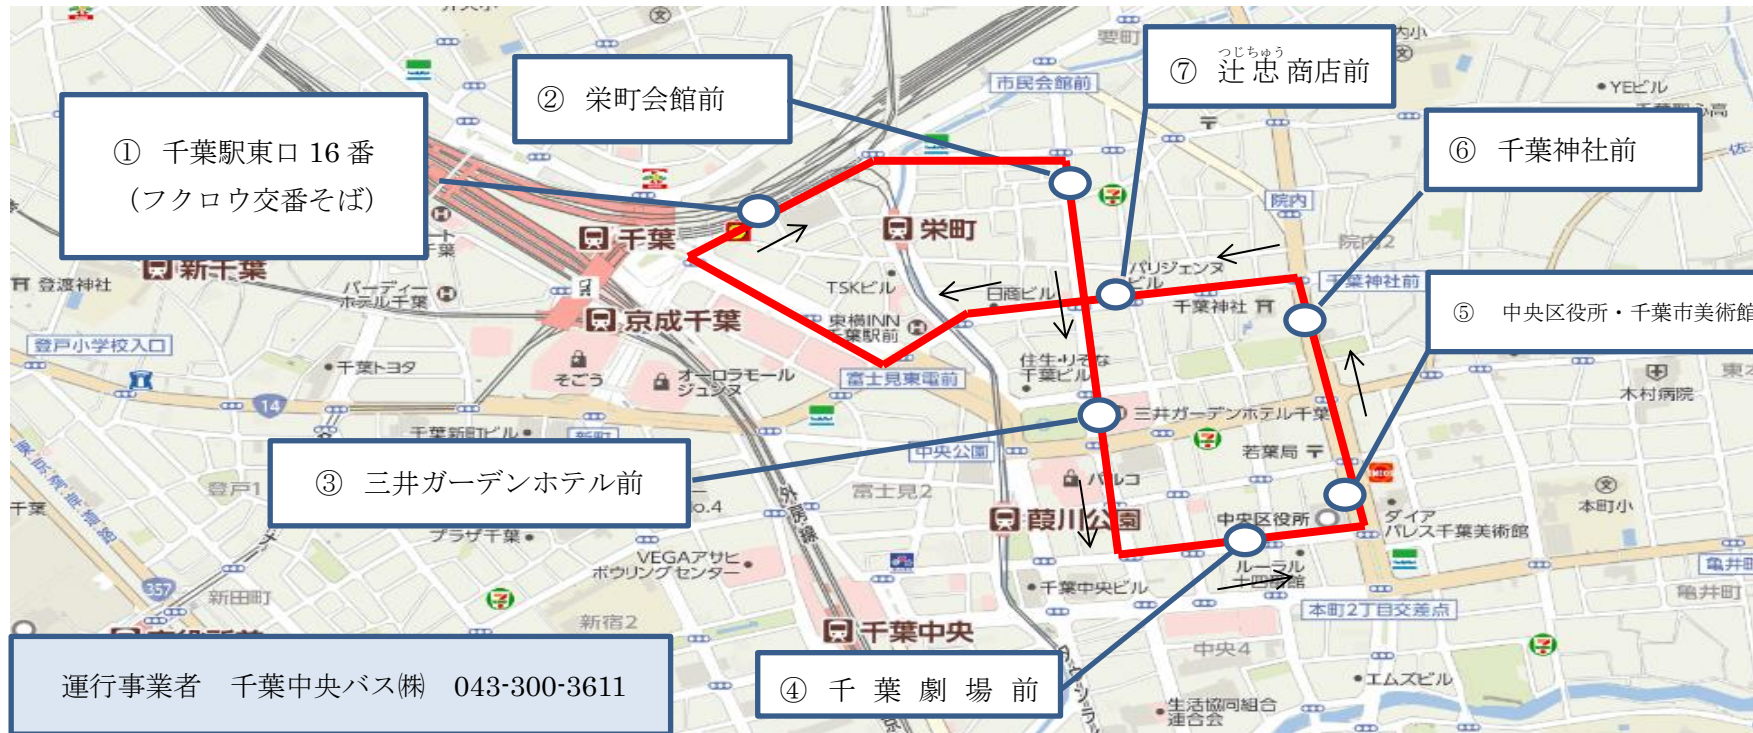 ① 千葉駅東口 16 番
（フクロウ交番そば）
② 栄町会館前
つじちゅう
⑦ 辻忠商店前
⑥ 千葉神社前
⑤ 中央区役所・千葉市美術館
③ 三井ガーデンホテル前
④ 千葉劇場前
運行事業者 千葉中央バス㈱ 043-300-3611
要町
市民会館前
YEビル
院内
院内2
千葉
栄町
新千葉
登渡神社
バーディー
ホテル千葉
京成千葉
TSKビル
日商ビル
パリジェンヌ
ビル
千葉神社
千葉神社前
東横INN
千葉駅前
登戸小学校入口
千葉トヨタ
そごう
オーロラモール
ジュンヌ
富士見東電前
住生・りそな
千葉ビル
三井ガーデンホテル千葉
木村病院
14
千葉新町ビル
新町
中央公園
若葉局
パルコ
富士見2
登戸1
葭川公園
中央区役所
ダイア
パレス千葉美術館
本町小
プラザ千葉
外房線
VEGAアサヒ
ボウリングセンター
千葉中央ビル
ルーラル
357
新田町
新宿2
千葉中央
本町2丁目交差点
亀井町
中央4
エムズビル
生活協同組合
連合会